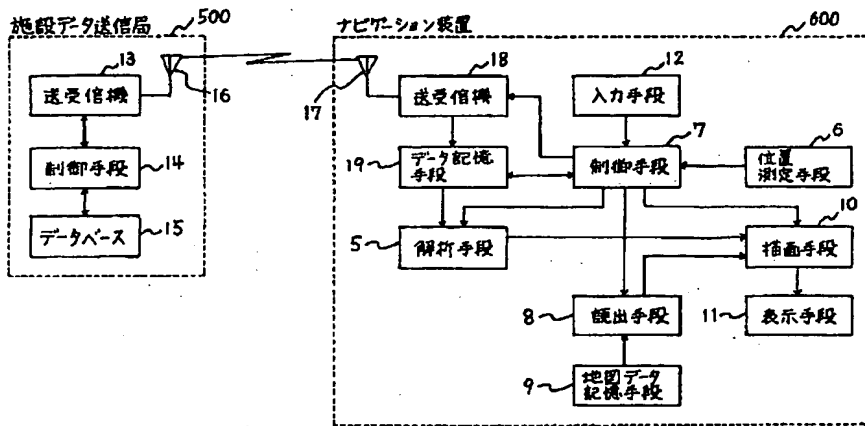 施設データ送信局
500
13
送受信機
16
制御手段
14
データベース
15
ナビゲーション装置
600
17
18
送受信機
12
入力手段
19
データ記憶
手段
7
制御手段
6
位置
測定手段
5
解析手段
10
描画手段
8
読出手段
11
表示手段
9
地図データ
記憶手段